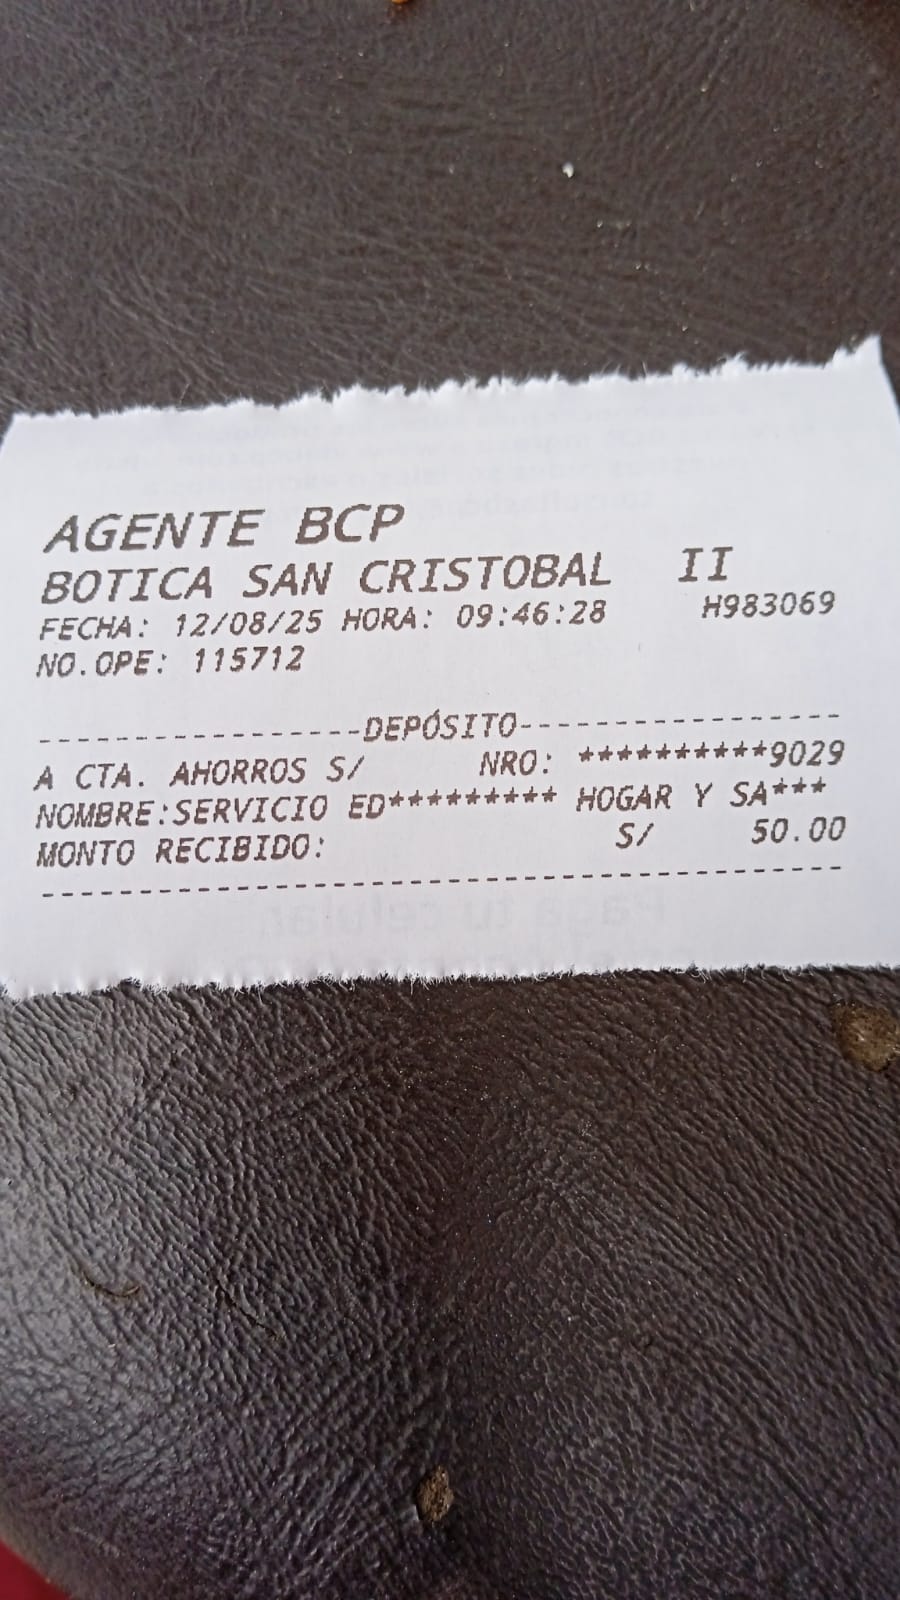 AGENTE BCP
BOTICA SAN CRISTOBAL II
FECHA: 12/08/25 HORA: 09:46:28 H983069
NO.OPE: 115712
-----------------DEPÓSITO-----------------
A CTA. AHORROS S/ NRO: **********9029
NOMBRE:SERVICIO ED********* HOGAR Y SA***
MONTO RECIBIDO: S/ 50.00
------------------------------------------